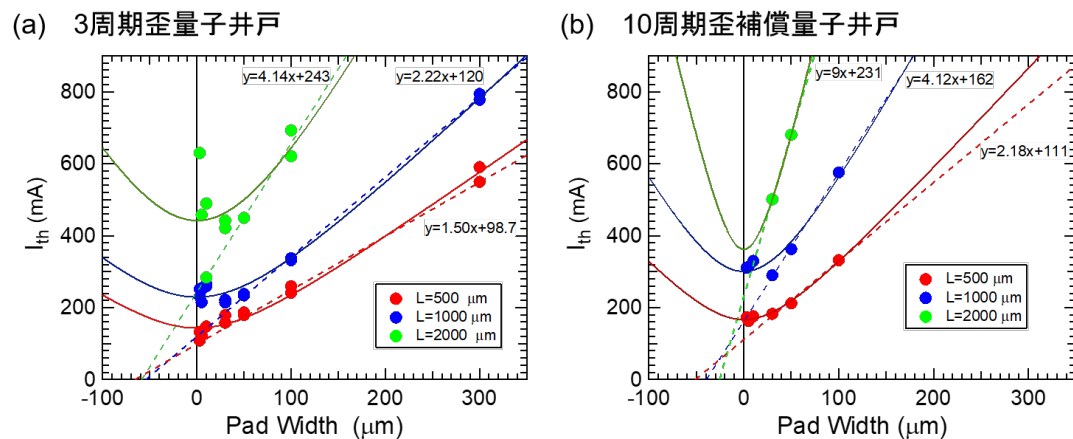 (a) 3周期歪量子井戸
y=4.14x+243
y=2.22x+120
y=1.50x+98.7
800
600
400
200
0
I_th (mA)
-100 0 100 200 300
Pad Width (μm)
L=500 μm
L=1000 μm
L=2000 μm
(b) 10周期歪補償量子井戸
y=9x+231
y=4.12x+162
y=2.18x+111
800
600
400
200
0
I_th (mA)
-100 0 100 200 300
Pad Width (μm)
L=500 μm
L=1000 μm
L=2000 μm